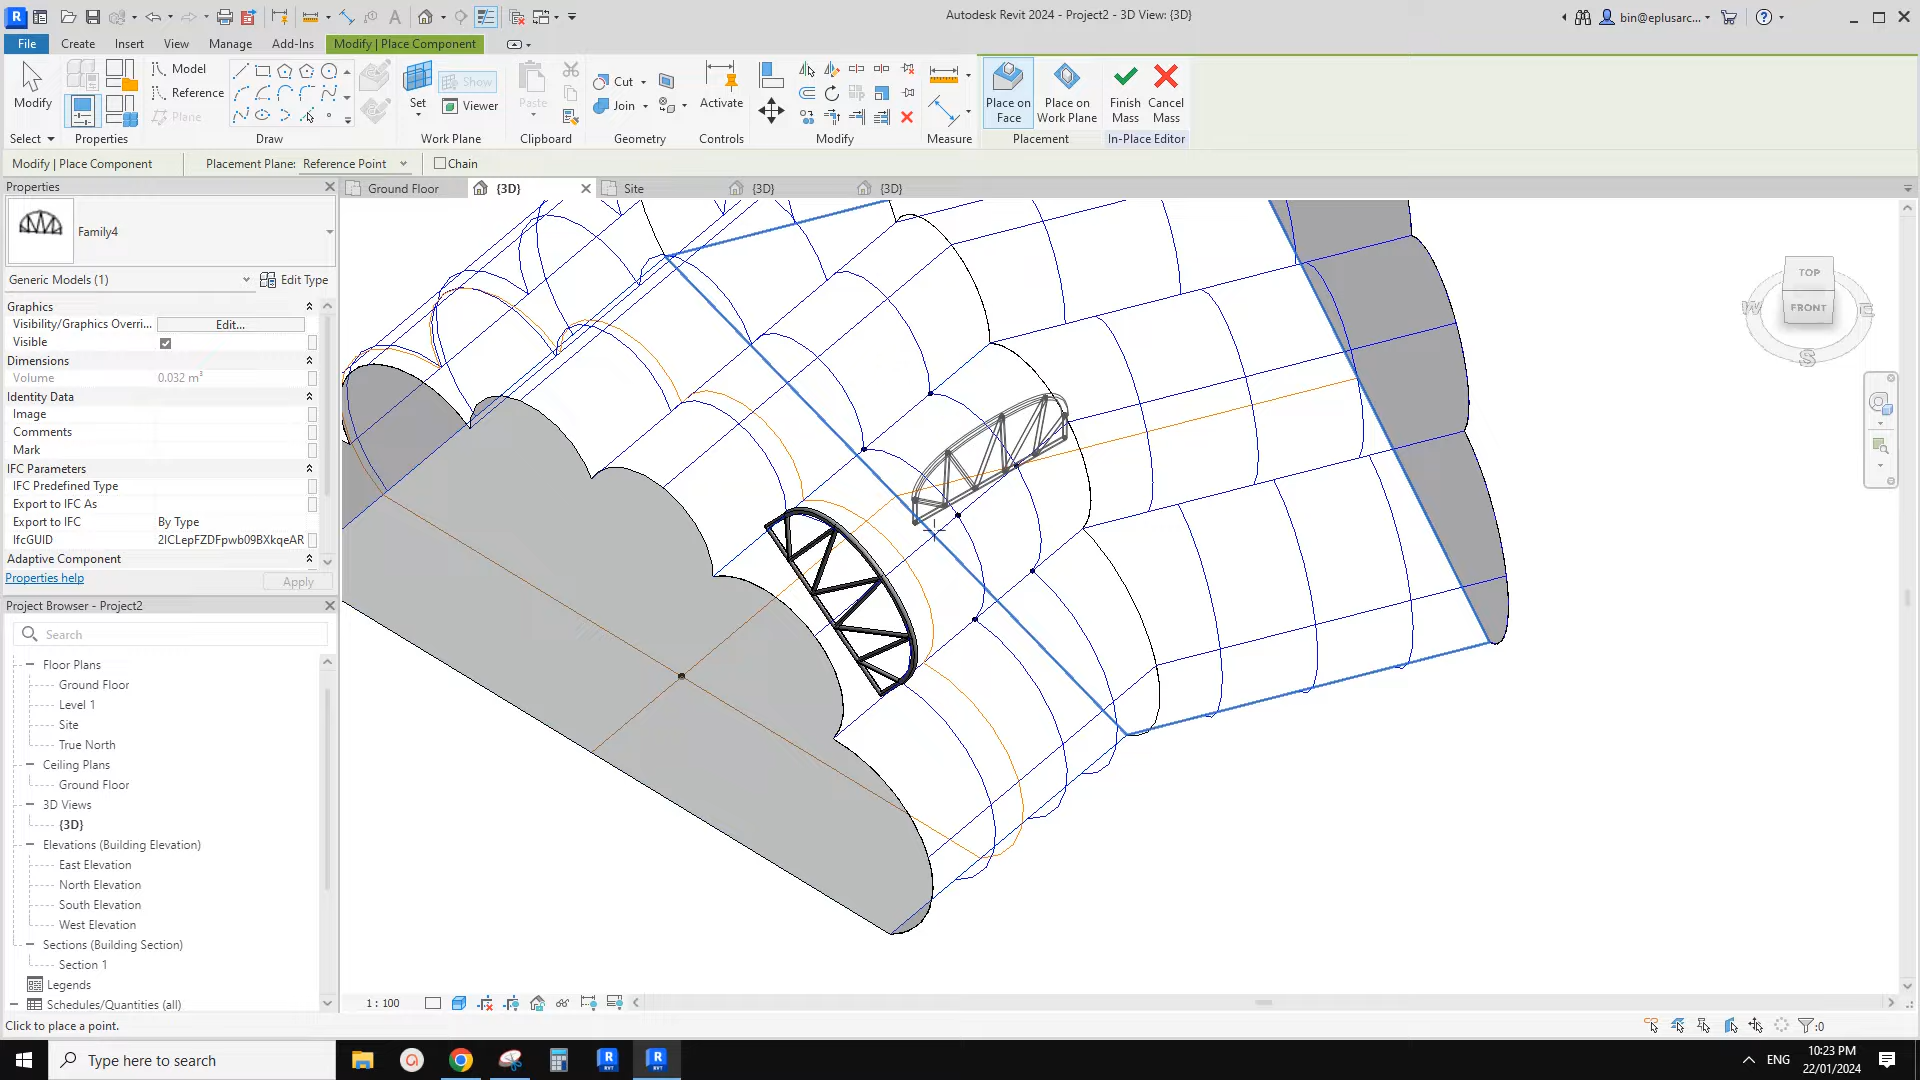 Autodesk Revit 2024 - Project2 - 3D View: {3D}
bin@eplusarc...
File
Create
Insert
View
Manage
Add-Ins
Modify | Place Component
Modify
Model
Reference
Plane
Set
Show
Viewer
Paste
Cut
Join
Activate
Place on Face
Place on Work Plane
Finish Mass
Cancel Mass
Select
Properties
Draw
Work Plane
Clipboard
Geometry
Controls
Modify
Measure
Placement
In-Place Editor
Modify | Place Component
Placement Plane: Reference Point
Chain
Properties
Ground Floor
{3D}
Site
{3D}
{3D}
Family4
Generic Models (1)
Edit Type
Graphics
Visibility/Graphics Overri...
Edit...
Visible
Dimensions
Volume
0.032 m³
Identity Data
Image
Comments
Mark
IFC Parameters
IFC Predefined Type
Export to IFC As
Export to IFC
By Type
IfcGUID
2ICLepFZDFpwb09BXkqeAR
Adaptive Component
Properties help
Apply
Project Browser - Project2
Search
Floor Plans
Ground Floor
Level 1
Site
True North
Ceiling Plans
Ground Floor
3D Views
{3D}
Elevations (Building Elevation)
East Elevation
North Elevation
South Elevation
West Elevation
Sections (Building Section)
Section 1
Legends
Schedules/Quantities (all)
TOP
FRONT
W
E
S
1 : 100
Click to place a point.
:0
Type here to search
ENG
10:23 PM
22/01/2024